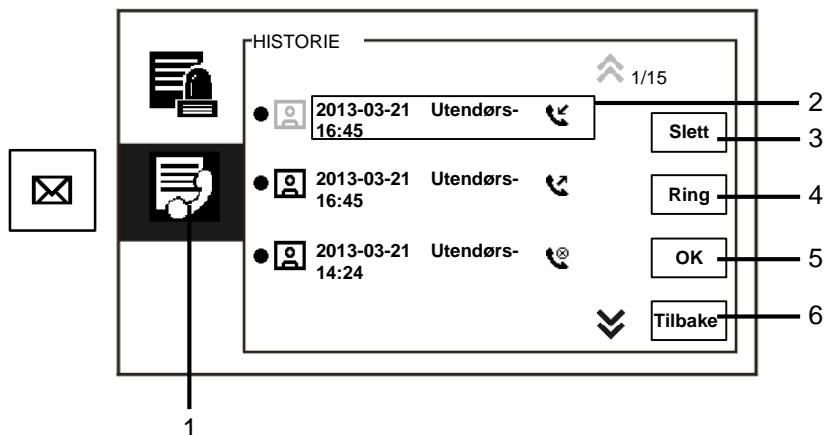 HISTORIE
1/15
2013-03-21 Utendørs-
16:45
2
Slett
3
2013-03-21 Utendørs-
16:45
Ring
4
2013-03-21 Utendørs-
14:24
OK
5
Tilbake
6
1